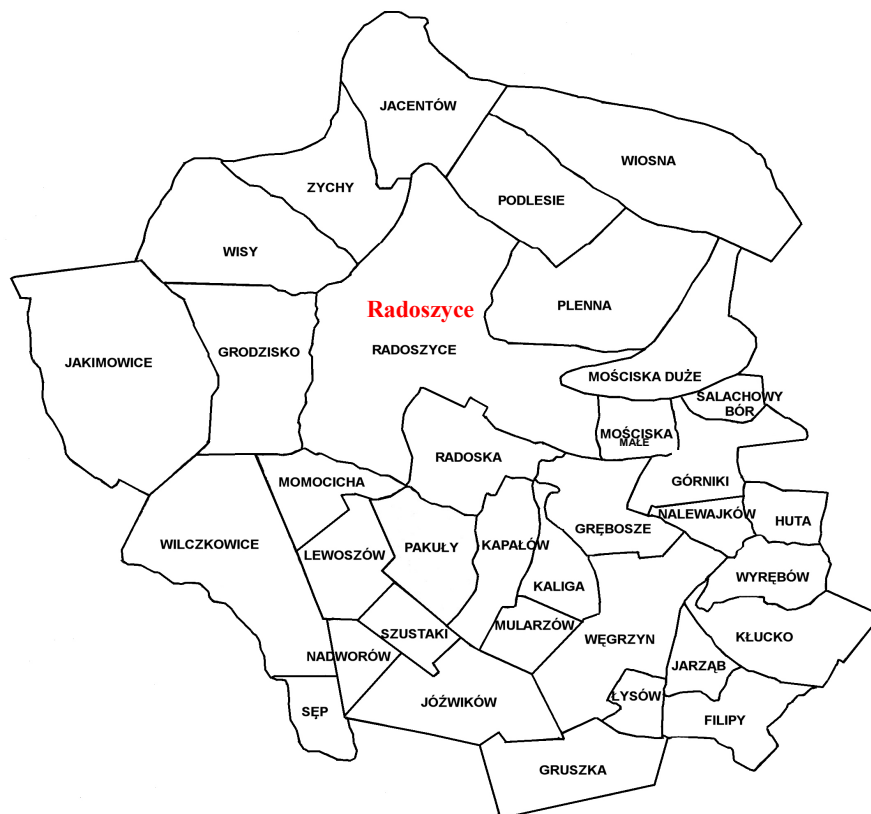 JACENTÓW
WIOSNA
ZYCHY
PODLESIE
WISY
Radoszyce
PLENNA
RADOSZYCE
GRODZISKO
JAKIMOWICE
MOŚCISKA DUŻE
SALACHOWY
BÓR
MOŚCISKA
MAŁE
RADOSKA
MOMOCICHA
GÓRNIKI
NALEWAJKÓW
HUTA
GRĘBOSZE
WILCZKOWICE
LEWOSZÓW
PAKUŁY
KAPAŁÓW
WYRĘBÓW
KALIGA
MULARZÓW
SZUSTAKI
WĘGRZYN
KŁUCKO
NADWORÓW
JARZĄB
ŁYSÓW
JÓŹWIKÓW
SĘP
FILIPY
GRUSZKA